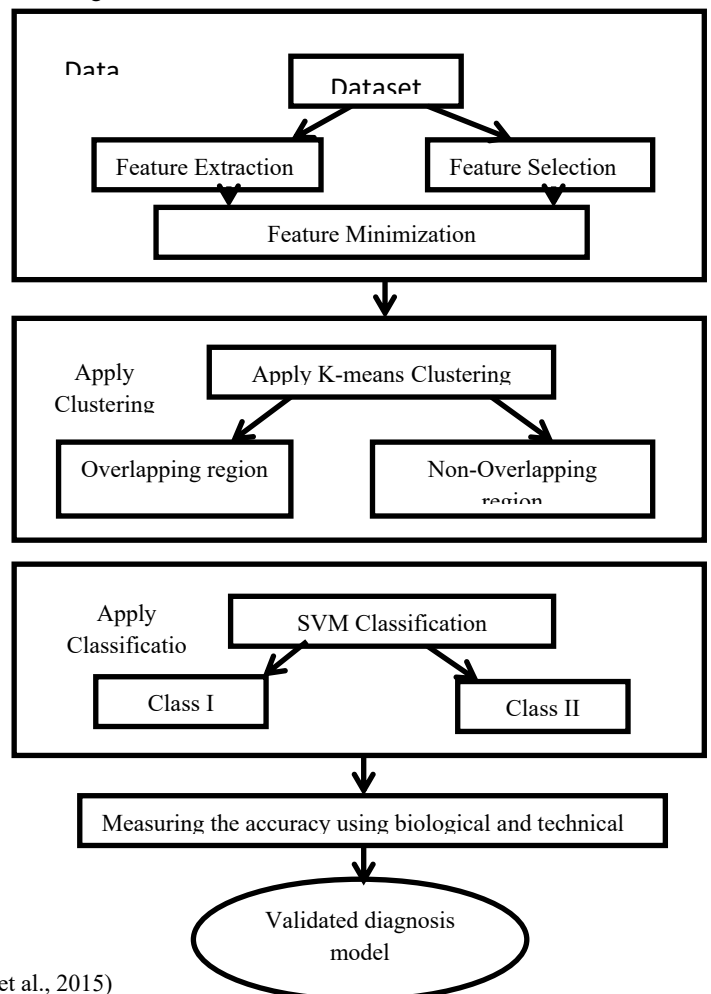 Data
Dataset
Feature Extraction
Feature Selection
Feature Minimization
Apply
Clustering
Apply K-means Clustering
Overlapping region
Non-Overlapping
region
Apply
Classificatio
SVM Classification
Class I
Class II
Measuring the accuracy using biological and technical
Validated diagnosis
model
et al., 2015)